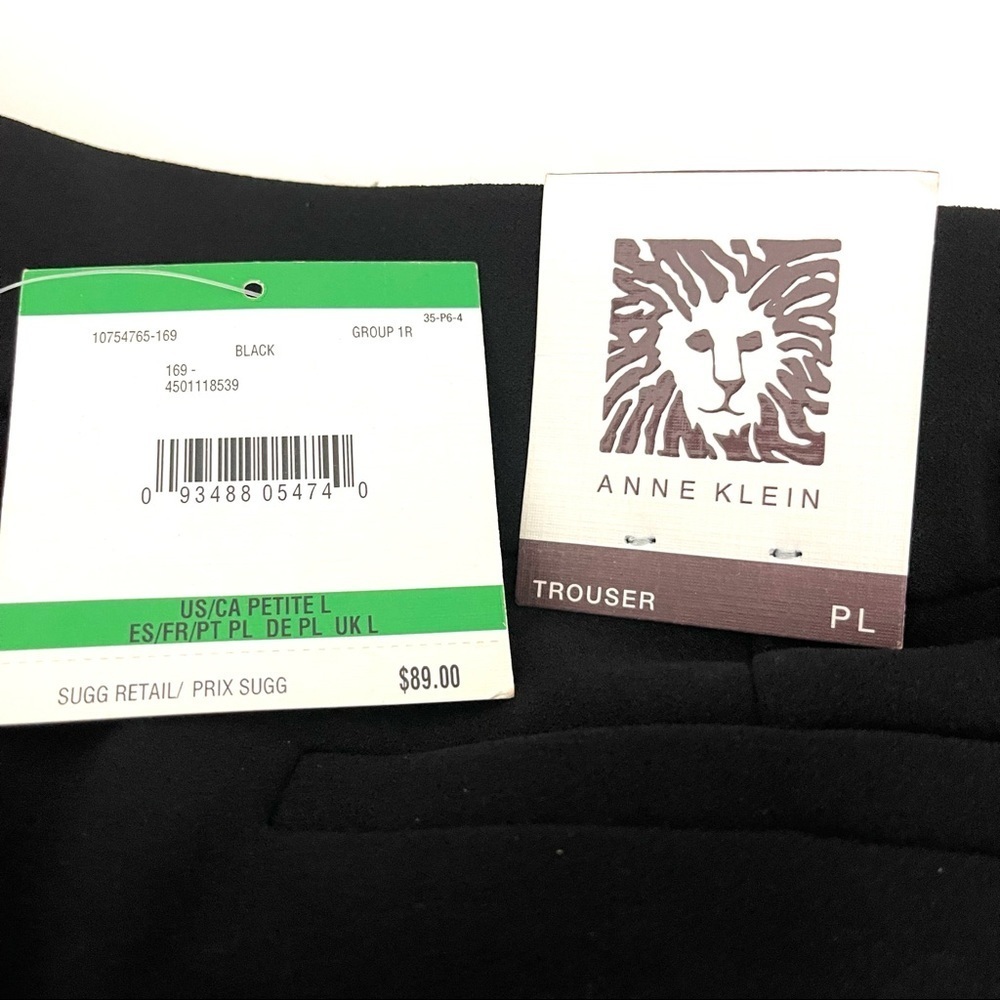 35-P6-4
10754765-169 GROUP 1R
BLACK
169 -
4501118539
0 93488 05474 0
US/CA PETITE L
ES/FR/PT PL DE PL UK L
SUGG RETAIL/ PRIX SUGG $89.00
ANNE KLEIN
TROUSER PL